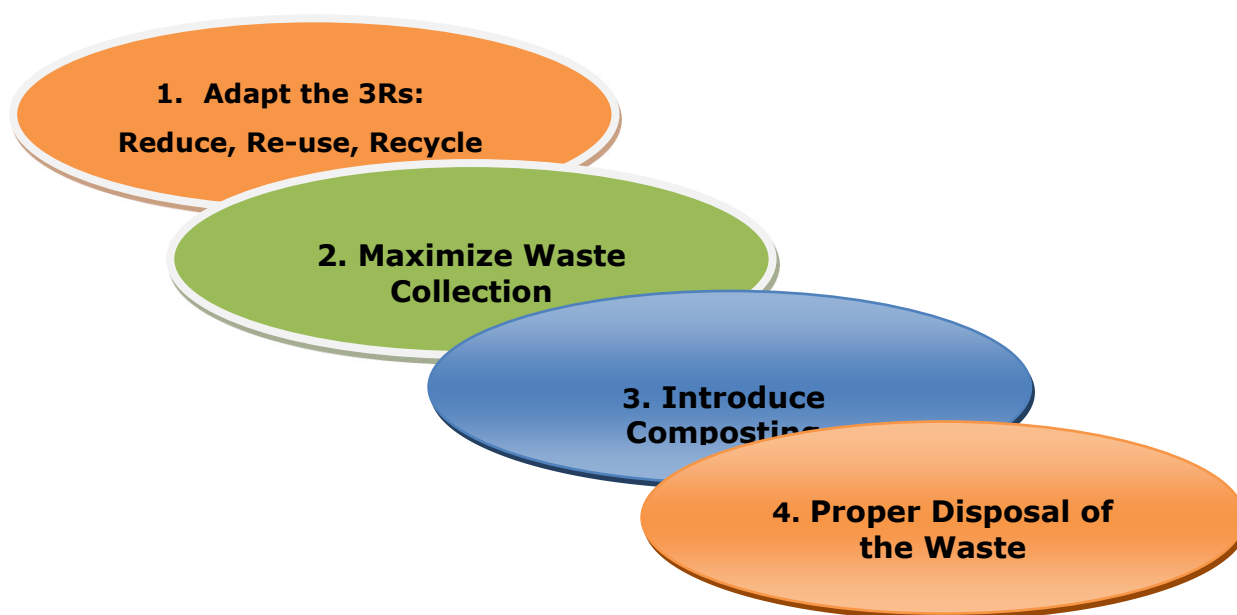 1. Adapt the 3Rs:
Reduce, Re-use, Recycle
2. Maximize Waste
Collection
3. Introduce
Composting
4. Proper Disposal of
the Waste